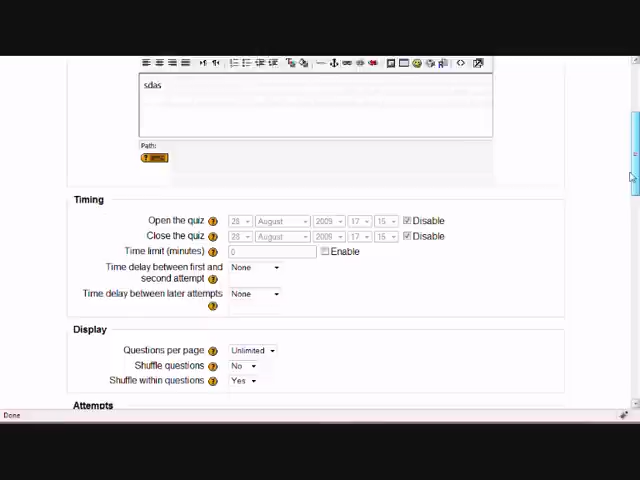 sdas
Path:
Timing
Open the quiz 28 August 2009 17 15 Disable
Close the quiz 28 August 2009 17 15 Disable
Time limit (minutes) 0 Enable
Time delay between first and second attempt None
Time delay between later attempts None
Display
Questions per page Unlimited
Shuffle questions No
Shuffle within questions Yes
Attempts
Done